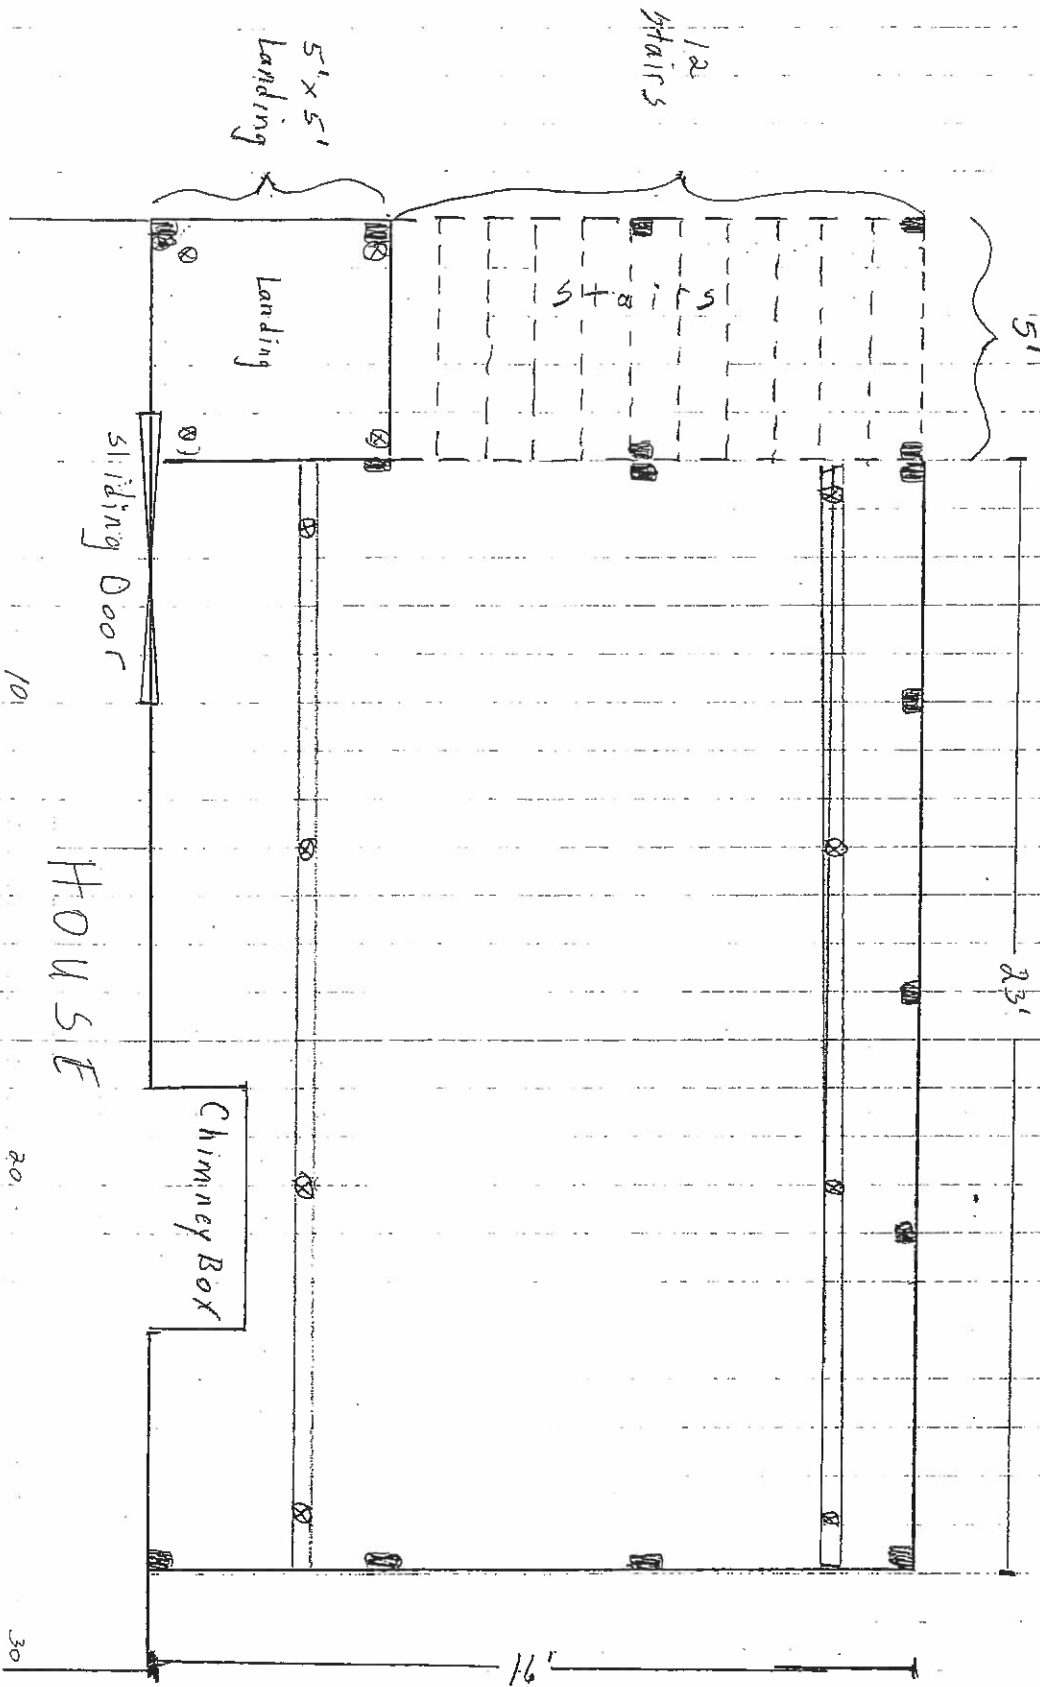 12
Stairs
5' x 5'
Landing
5'
23'
Stairs
Landing
Sliding Door
Chimney Box
HOUSE
16'
10
20
30